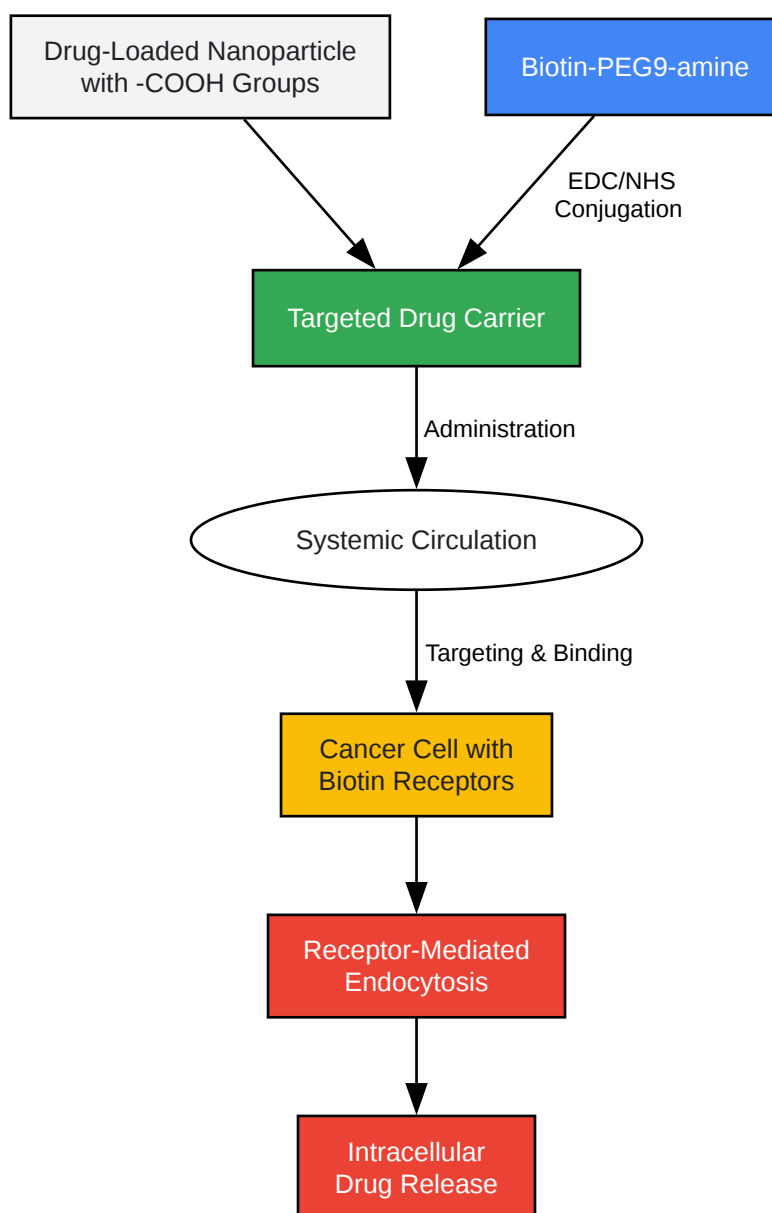 Drug-Loaded Nanoparticle
with -COOH Groups
Biotin-PEG9-amine
EDC/NHS
Conjugation
Targeted Drug Carrier
Administration
Systemic Circulation
Targeting & Binding
Cancer Cell with
Biotin Receptors
Receptor-Mediated
Endocytosis
Intracellular
Drug Release